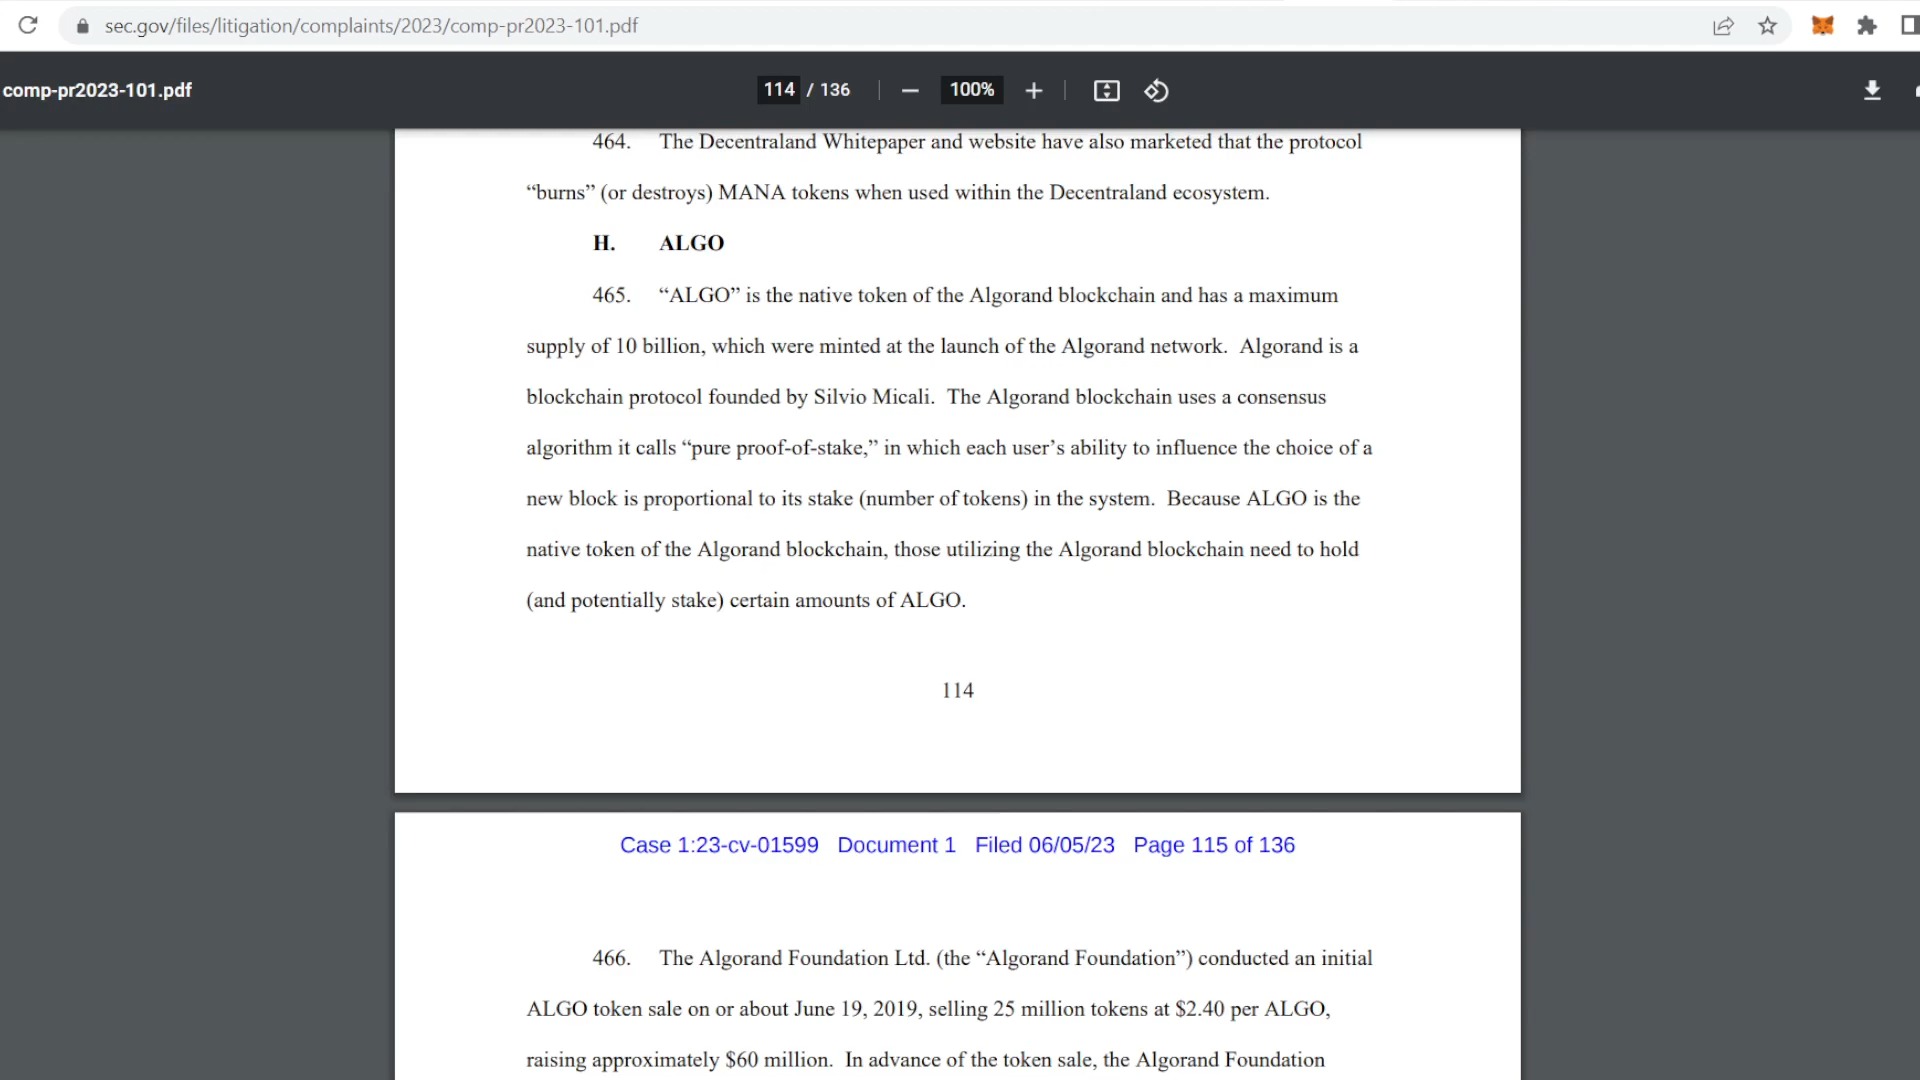 sec.gov/files/litigation/complaints/2023/comp-pr2023-101.pdf
comp-pr2023-101.pdf
114 / 136
100%
464. The Decentraland Whitepaper and website have also marketed that the protocol
“burns” (or destroys) MANA tokens when used within the Decentraland ecosystem.
H. ALGO
465. “ALGO” is the native token of the Algorand blockchain and has a maximum
supply of 10 billion, which were minted at the launch of the Algorand network. Algorand is a
blockchain protocol founded by Silvio Micali. The Algorand blockchain uses a consensus
algorithm it calls “pure proof-of-stake,” in which each user’s ability to influence the choice of a
new block is proportional to its stake (number of tokens) in the system. Because ALGO is the
native token of the Algorand blockchain, those utilizing the Algorand blockchain need to hold
(and potentially stake) certain amounts of ALGO.
114
Case 1:23-cv-01599 Document 1 Filed 06/05/23 Page 115 of 136
466. The Algorand Foundation Ltd. (the “Algorand Foundation”) conducted an initial
ALGO token sale on or about June 19, 2019, selling 25 million tokens at $2.40 per ALGO,
raising approximately $60 million. In advance of the token sale, the Algorand Foundation